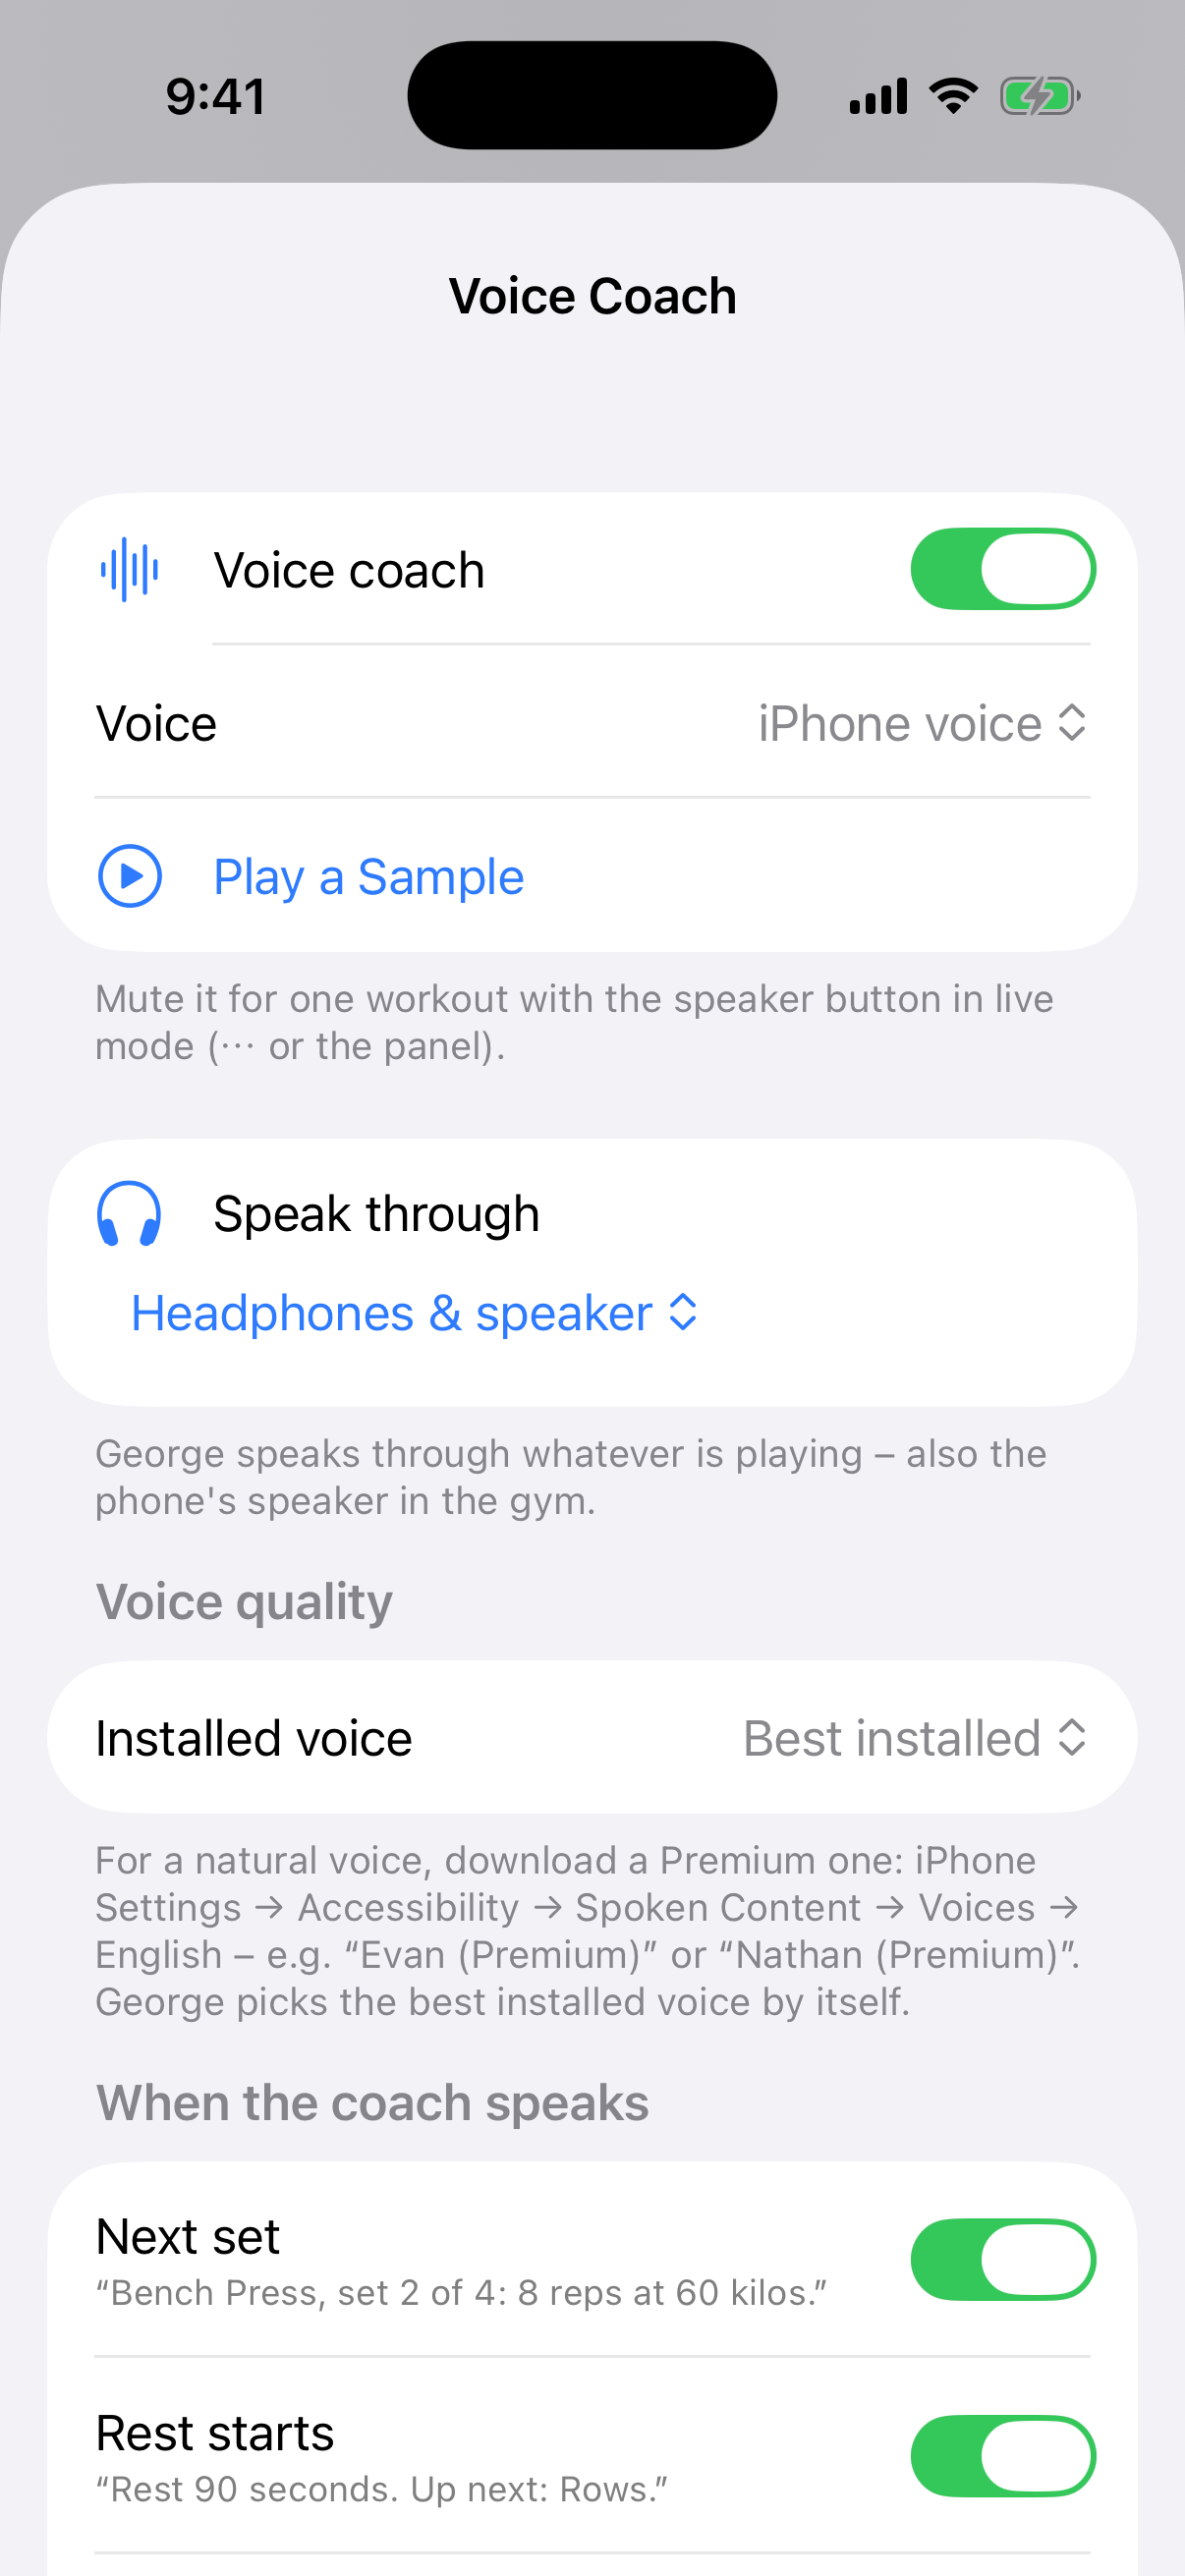 9:41
Voice Coach
Voice coach
Voice
iPhone voice
Play a Sample
Mute it for one workout with the speaker button in live
mode (··· or the panel).
Speak through
Headphones & speaker
George speaks through whatever is playing – also the
phone's speaker in the gym.
Voice quality
Installed voice
Best installed
For a natural voice, download a Premium one: iPhone
Settings → Accessibility → Spoken Content → Voices →
English – e.g. “Evan (Premium)” or “Nathan (Premium)”.
George picks the best installed voice by itself.
When the coach speaks
Next set
“Bench Press, set 2 of 4: 8 reps at 60 kilos.”
Rest starts
“Rest 90 seconds. Up next: Rows.”